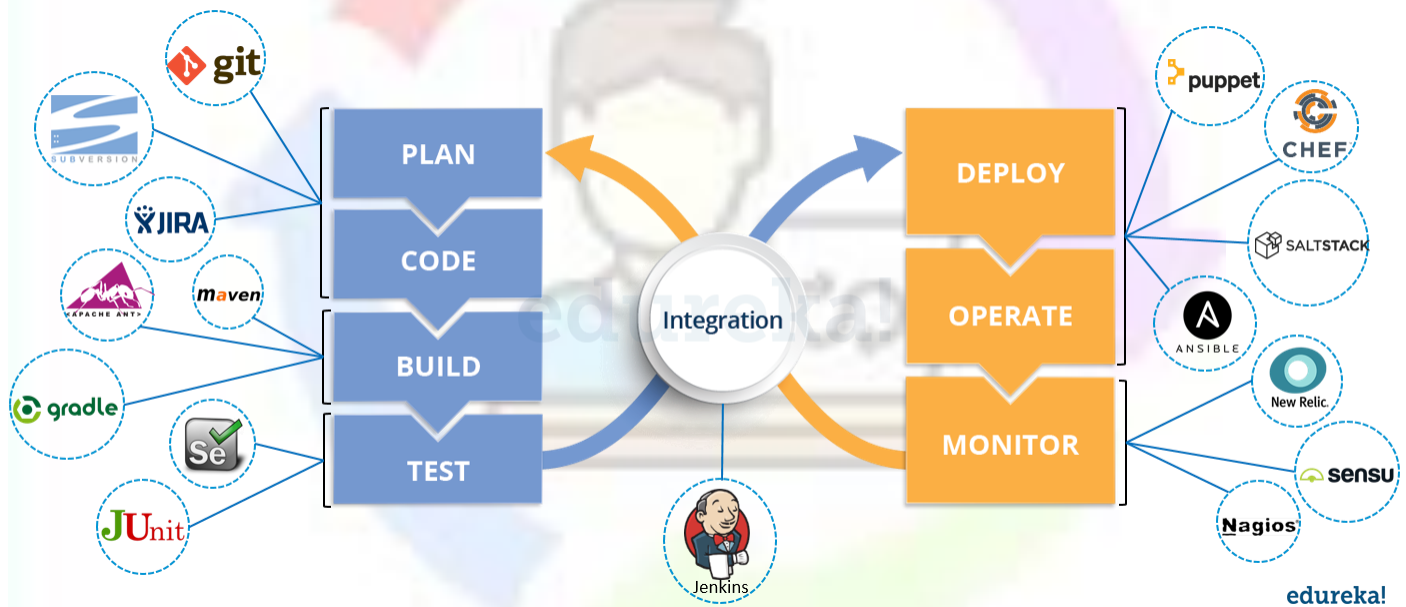 git
SUBVERSION
JIRA
<APACHE ANT>
maven
gradle
Se
JUnit
PLAN
CODE
BUILD
TEST
Integration
Jenkins
DEPLOY
OPERATE
MONITOR
puppet
CHEF
SALTSTACK
ANSIBLE
New Relic.
sensu
Nagios®
edureka!
edureka!